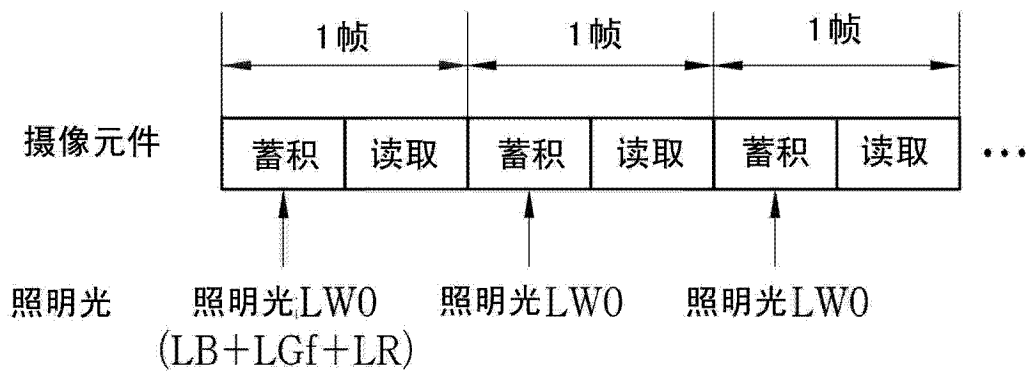 1帧 1帧 1帧
摄像元件 蓄积 读取 蓄积 读取 蓄积 读取 ···
照明光 照明光LW0 照明光LW0 照明光LW0
(LB+LGf+LR)